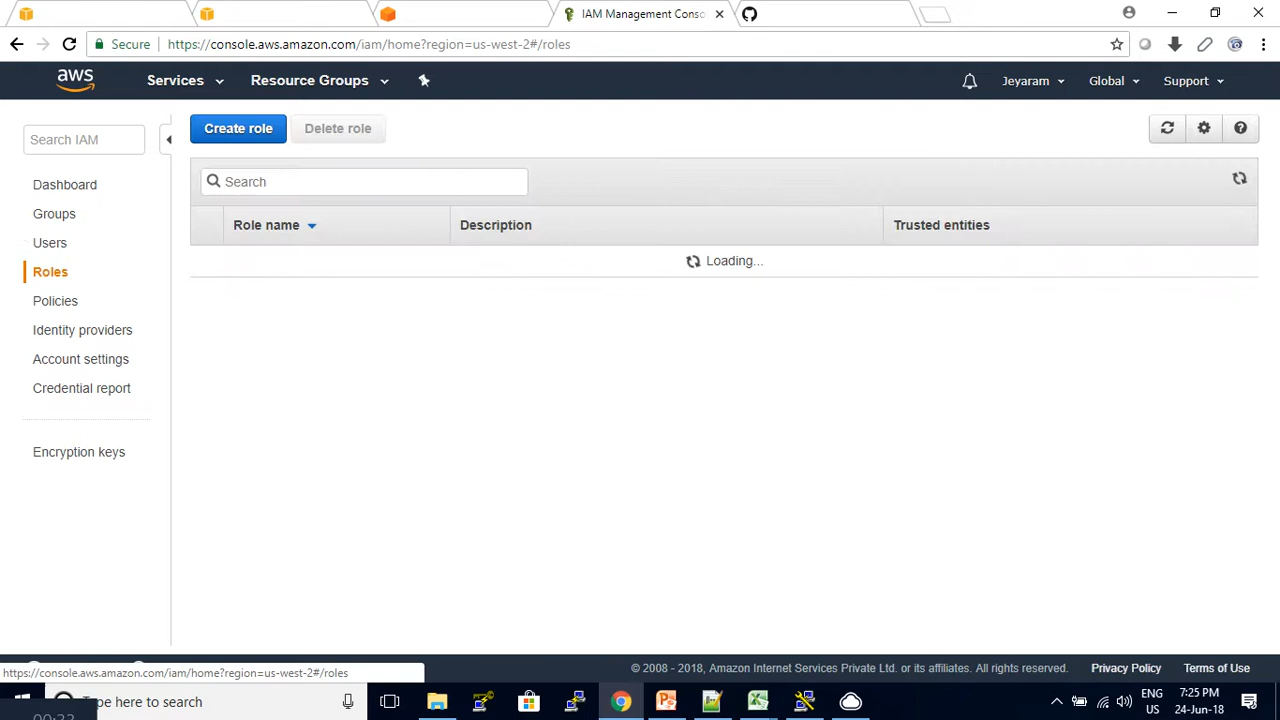 IAM Management Conso
Secure https://console.aws.amazon.com/iam/home?region=us-west-2#/roles
aws Services Resource Groups Jeyaram Global Support
Search IAM
Create role Delete role
Search
Dashboard
Groups
Users
Roles
Policies
Identity providers
Account settings
Credential report
Encryption keys
Role name Description Trusted entities
Loading...
https://console.aws.amazon.com/iam/home?region=us-west-2#/roles
© 2008 - 2018, Amazon Internet Services Private Ltd. or its affiliates. All rights reserved. Privacy Policy Terms of Use
ype here to search
ENG
US
7:25 PM
24-Jun-18